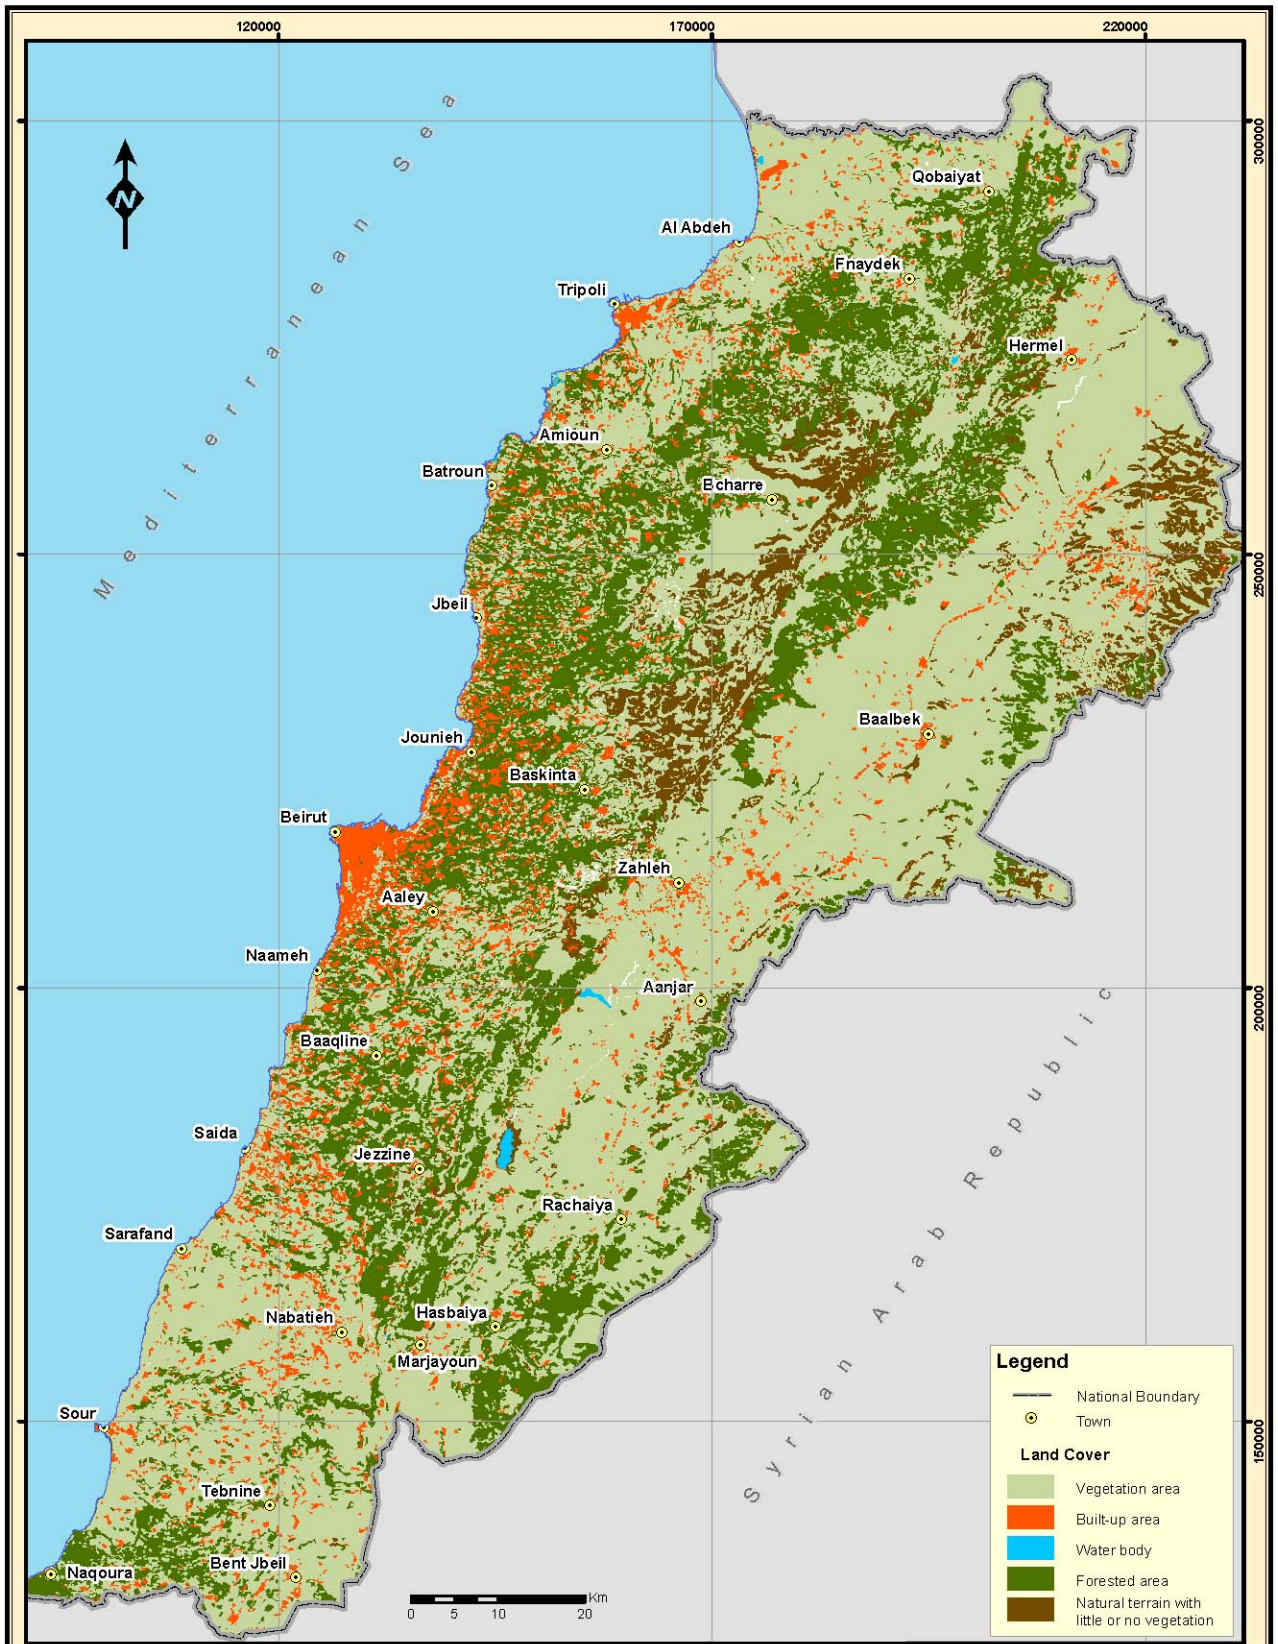 120000
170000
220000
300000
250000
200000
150000
N
Mediterranean Sea
Qobaiyat
Al Abdeh
Fnaydek
Tripoli
Hermel
Amioun
Batroun
Bcharre
Jbeil
Baalbek
Jounieh
Baskinta
Beirut
Zahleh
Aaley
Naameh
Aanjar
Baaqline
Saida
Jezzine
Rachaiya
Sarafand
Hasbaiya
Nabatieh
Marjayoun
Sour
Tebnine
Bent Jbeil
Naqoura
Syrian Arab Republic
Km
0 5 10 20
Legend
National Boundary
Town
Land Cover
Vegetation area
Built-up area
Water body
Forested area
Natural terrain with
little or no vegetation